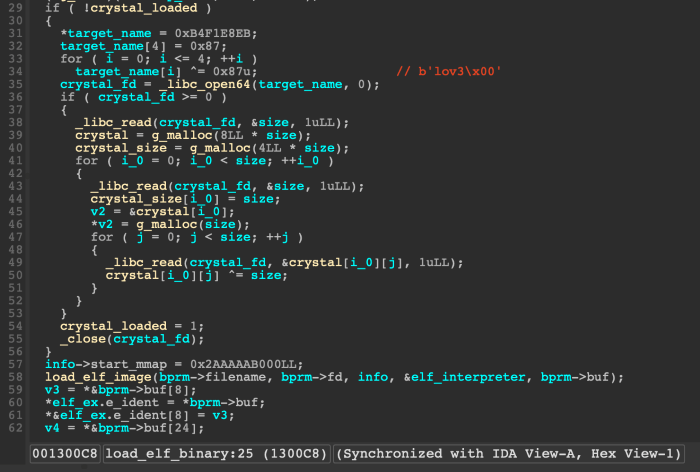 29 if ( !crystal_loaded )
30 {
31 *target_name = 0xB4F1E8EB;
32 target_name[4] = 0x87;
33 for ( i = 0; i <= 4; ++i )
34 target_name[i] ^= 0x87u; // b'lov3\x00'
35 crystal_fd = _libc_open64(target_name, 0);
36 if ( crystal_fd >= 0 )
37 {
38 _libc_read(crystal_fd, &size, 1uLL);
39 crystal = g_malloc(8LL * size);
40 crystal_size = g_malloc(4LL * size);
41 for ( i_0 = 0; i_0 < size; ++i_0 )
42 {
43 _libc_read(crystal_fd, &size, 1uLL);
44 crystal_size[i_0] = size;
45 v2 = &crystal[i_0];
46 *v2 = g_malloc(size);
47 for ( j = 0; j < size; ++j )
48 {
49 _libc_read(crystal_fd, &crystal[i_0][j], 1uLL);
50 crystal[i_0][j] ^= size;
51 }
52 }
53 }
54 crystal_loaded = 1;
55 _close(crystal_fd);
56 }
57 info->start_mmap = 0x2AAAAAB000LL;
58 load_elf_image(bprm->filename, bprm->fd, info, &elf_interpreter, bprm->buf);
59 v3 = *&bprm->buf[8];
60 *elf_ex.e_ident = *bprm->buf;
61 *&elf_ex.e_ident[8] = v3;
62 v4 = *&bprm->buf[24];
001300C8 load_elf_binary:25 (1300C8) (Synchronized with IDA View-A, Hex View-1)